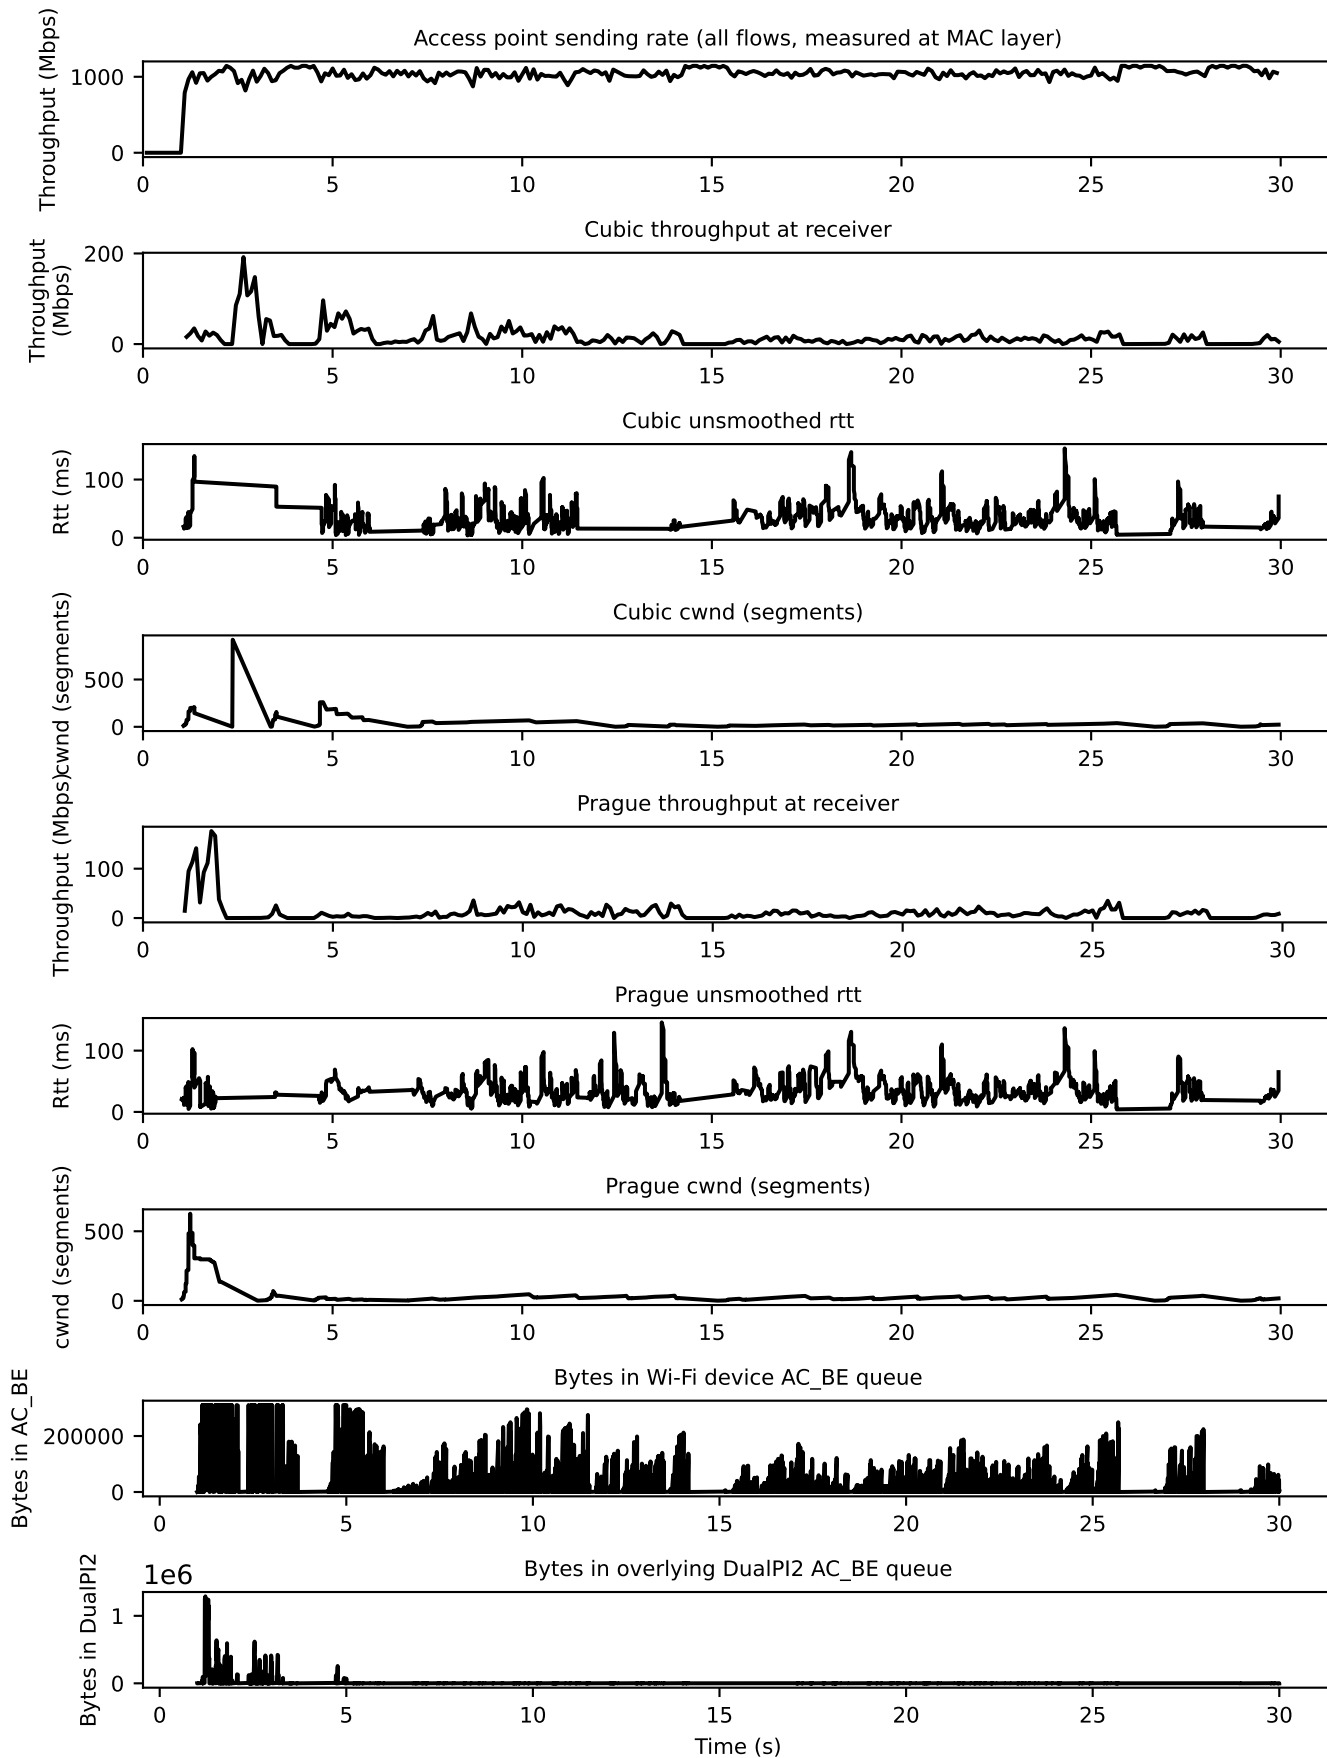 Access point sending rate (all flows, measured at MAC layer)
Throughput (Mbps)
1000
0
0 5 10 15 20 25 30
Cubic throughput at receiver
Throughput
(Mbps)
200
0
0 5 10 15 20 25 30
Cubic unsmoothed rtt
Rtt (ms)
100
0
0 5 10 15 20 25 30
Cubic cwnd (segments)
cwnd (segments)
500
0
0 5 10 15 20 25 30
Prague throughput at receiver
Throughput (Mbps)
100
0
0 5 10 15 20 25 30
Prague unsmoothed rtt
Rtt (ms)
100
0
0 5 10 15 20 25 30
Prague cwnd (segments)
cwnd (segments)
500
0
0 5 10 15 20 25 30
Bytes in Wi-Fi device AC_BE queue
Bytes in AC_BE
200000
0
0 5 10 15 20 25 30
Bytes in overlying DualPI2 AC_BE queue
1e6
Bytes in DualPI2
1
0
0 5 10 15 20 25 30
Time (s)